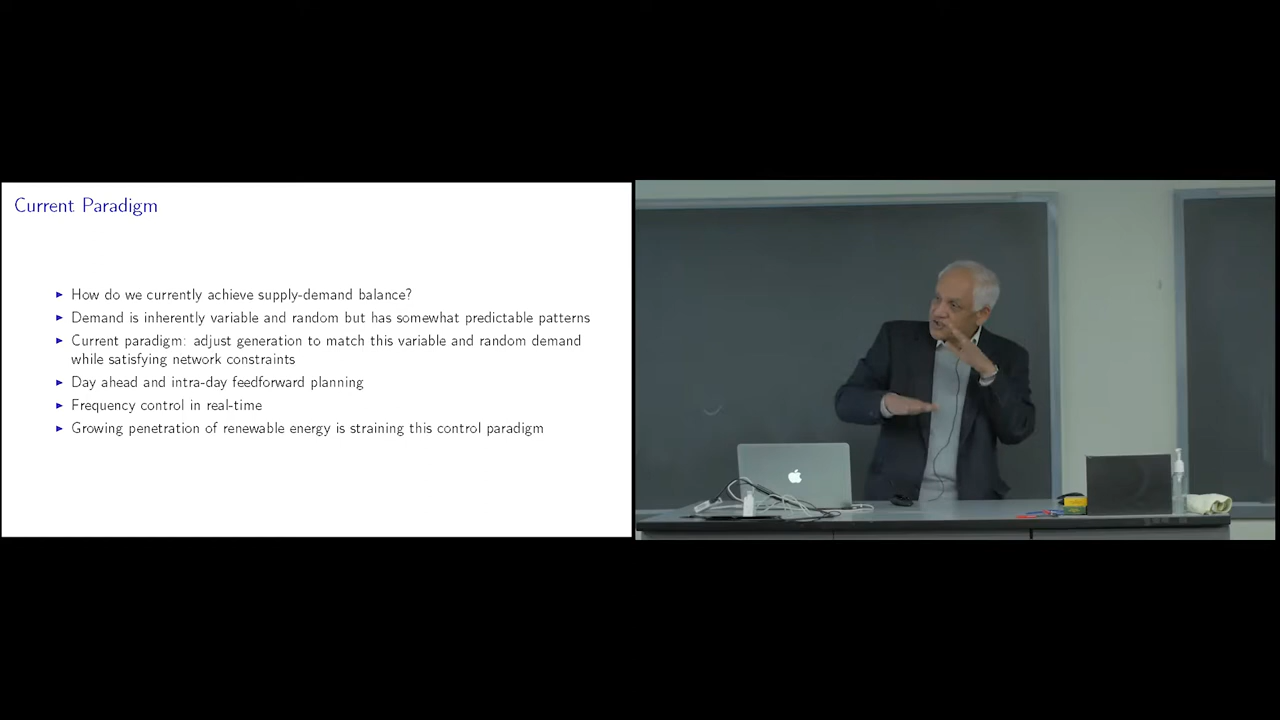 Current Paradigm
► How do we currently achieve supply-demand balance?
► Demand is inherently variable and random but has somewhat predictable patterns
► Current paradigm: adjust generation to match this variable and random demand
while satisfying network constraints
► Day ahead and intra-day feedforward planning
► Frequency control in real-time
► Growing penetration of renewable energy is straining this control paradigm